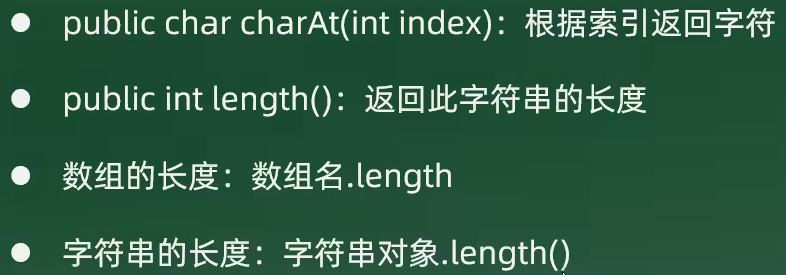 public char charAt(int index)：根据索引返回字符
public int length()：返回此字符串的长度
数组的长度：数组名.length
字符串的长度：字符串对象.length()